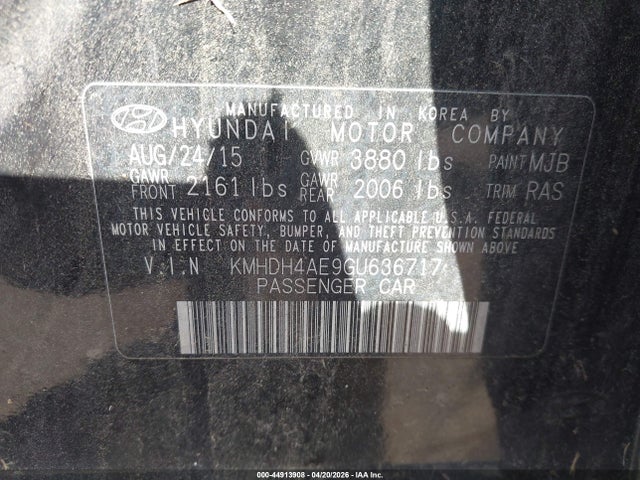 MANUFACTURED IN KOREA BY
HYUNDAI MOTOR COMPANY
AUG/24/15 GVWR 3880 lbs PAINT MJB
GAWR FRONT 2161 lbs GAWR REAR 2006 lbs TRIM RAS
THIS VEHICLE CONFORMS TO ALL APPLICABLE U.S.A. FEDERAL
MOTOR VEHICLE SAFETY, BUMPER, AND THEFT PREVENTION STANDARDS
IN EFFECT ON THE DATE OF MANUFACTURE SHOWN ABOVE
V.I.N KMHDH4AE9GU636717
PASSENGER CAR
000-44913908 - 04/20/2026 - IAA Inc.